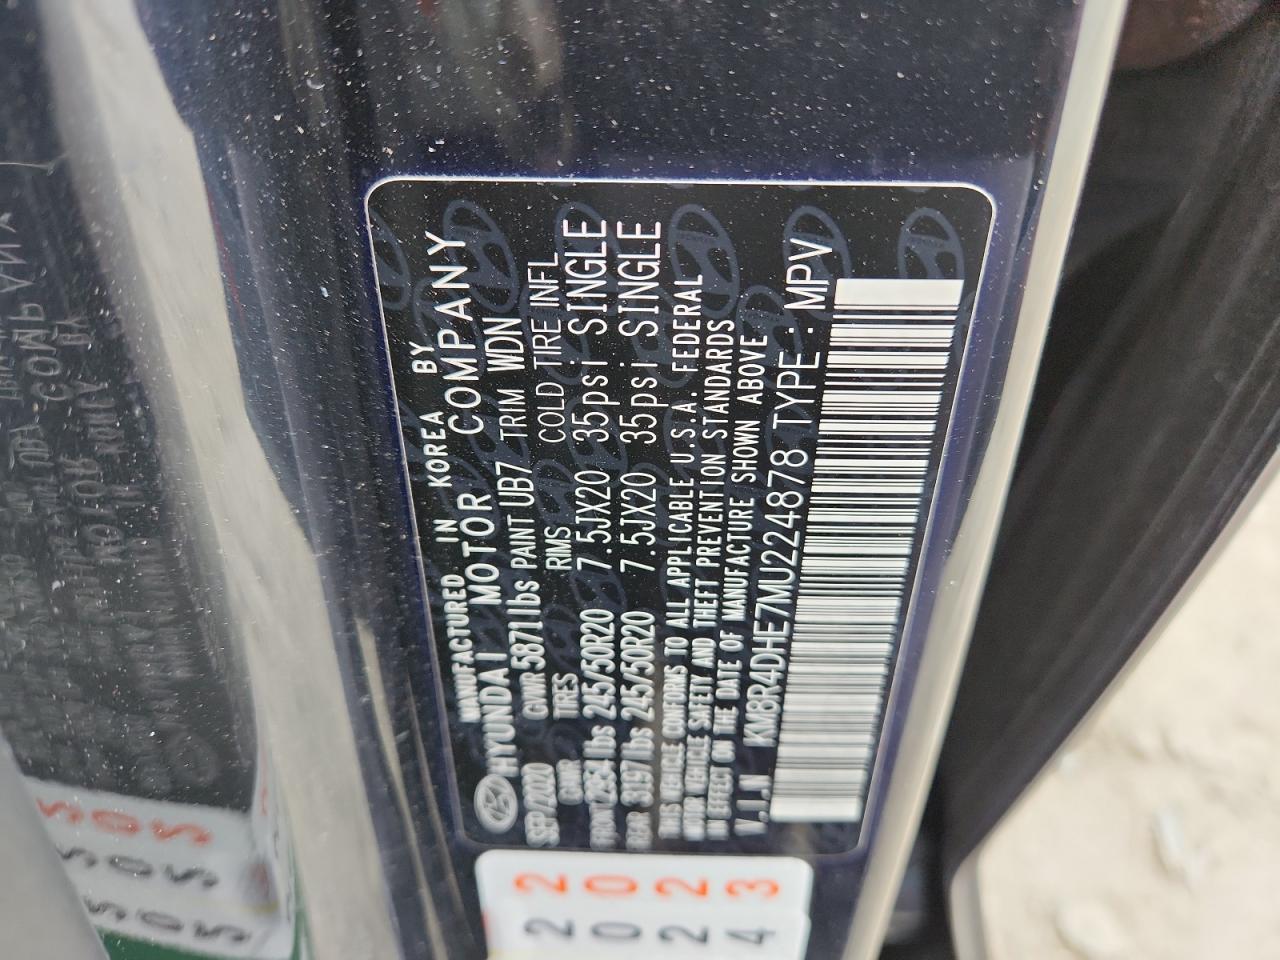 MANUFACTURED IN KOREA BY
HYUNDAI MOTOR COMPANY
SEP/2020 GVWR 5871lbs PAINT UB7 TRIM WDN
GAWR TIRES RIMS COLD TIRE INFL
FRONT 2954lbs 245/50R20 7.5JX20 35psi SINGLE
REAR 3197lbs 245/50R20 7.5JX20 35psi SINGLE
THIS VEHICLE CONFORMS TO ALL APPLICABLE U.S.A. FEDERAL
MOTOR VEHICLE SAFETY AND THEFT PREVENTION STANDARDS
IN EFFECT ON THE DATE OF MANUFACTURE SHOWN ABOVE
V.I.N KM8R4DHE7MU224878 TYPE: MPV
2023
2024